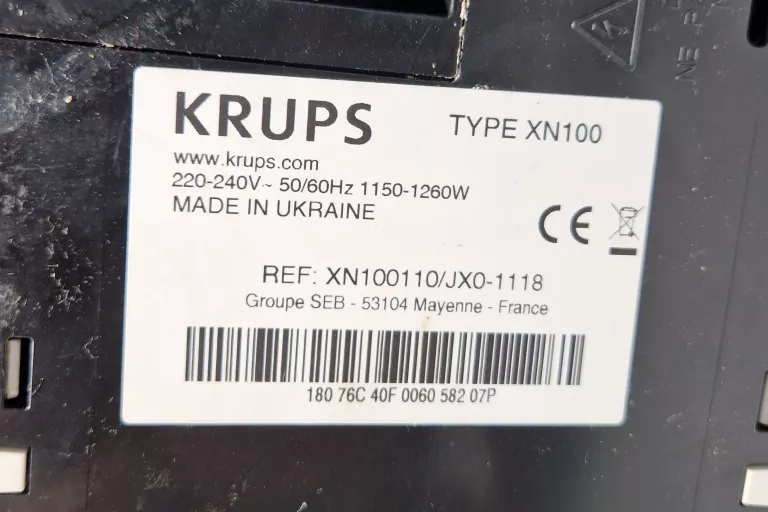 KRUPS
TYPE XN100
www.krups.com
220-240V~ 50/60Hz 1150-1260W
MADE IN UKRAINE
CE
REF: XN100110/JX0-1118
Groupe SEB - 53104 Mayenne - France
180 76C 40F 0060 582 07P
NE P